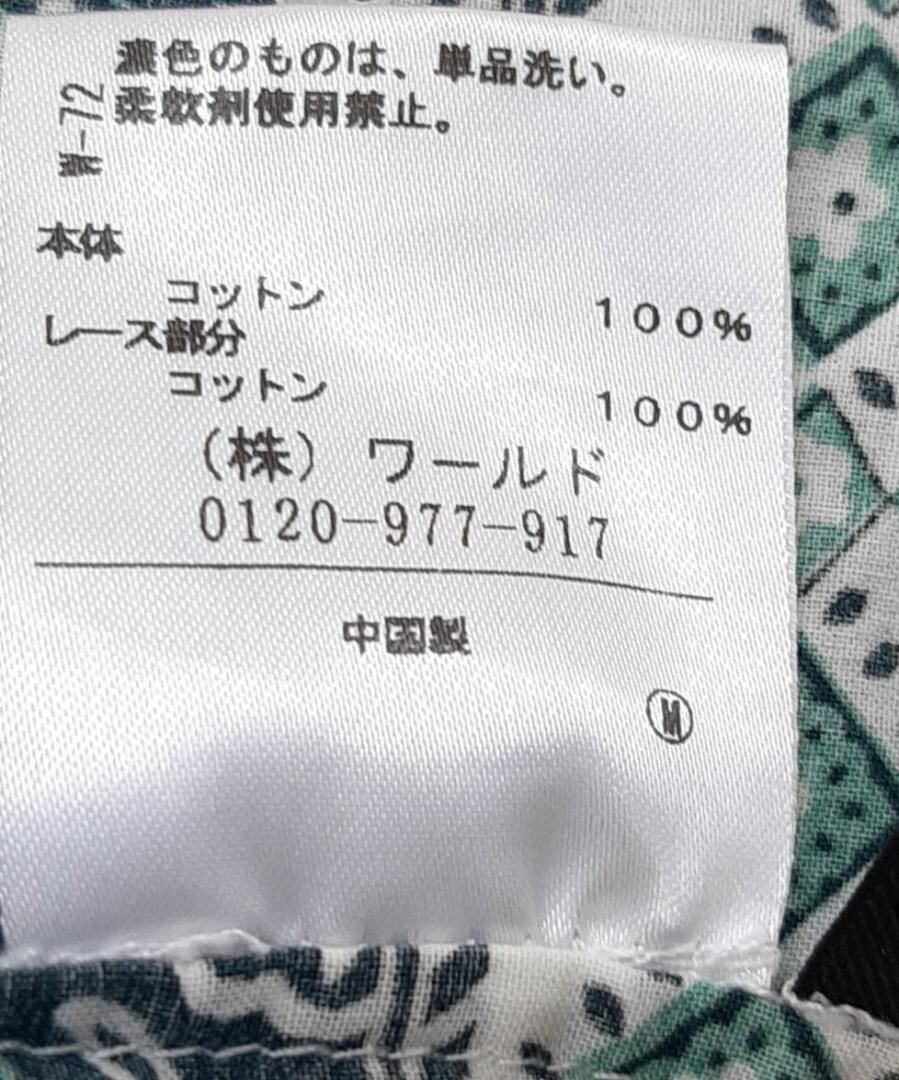 濃色のものは、単品洗い。
柔軟剤使用禁止。
W-72
本体
コットン 100%
レース部分
コットン 100%
(株) ワールド
0120-977-917
中国製
Ⓜ